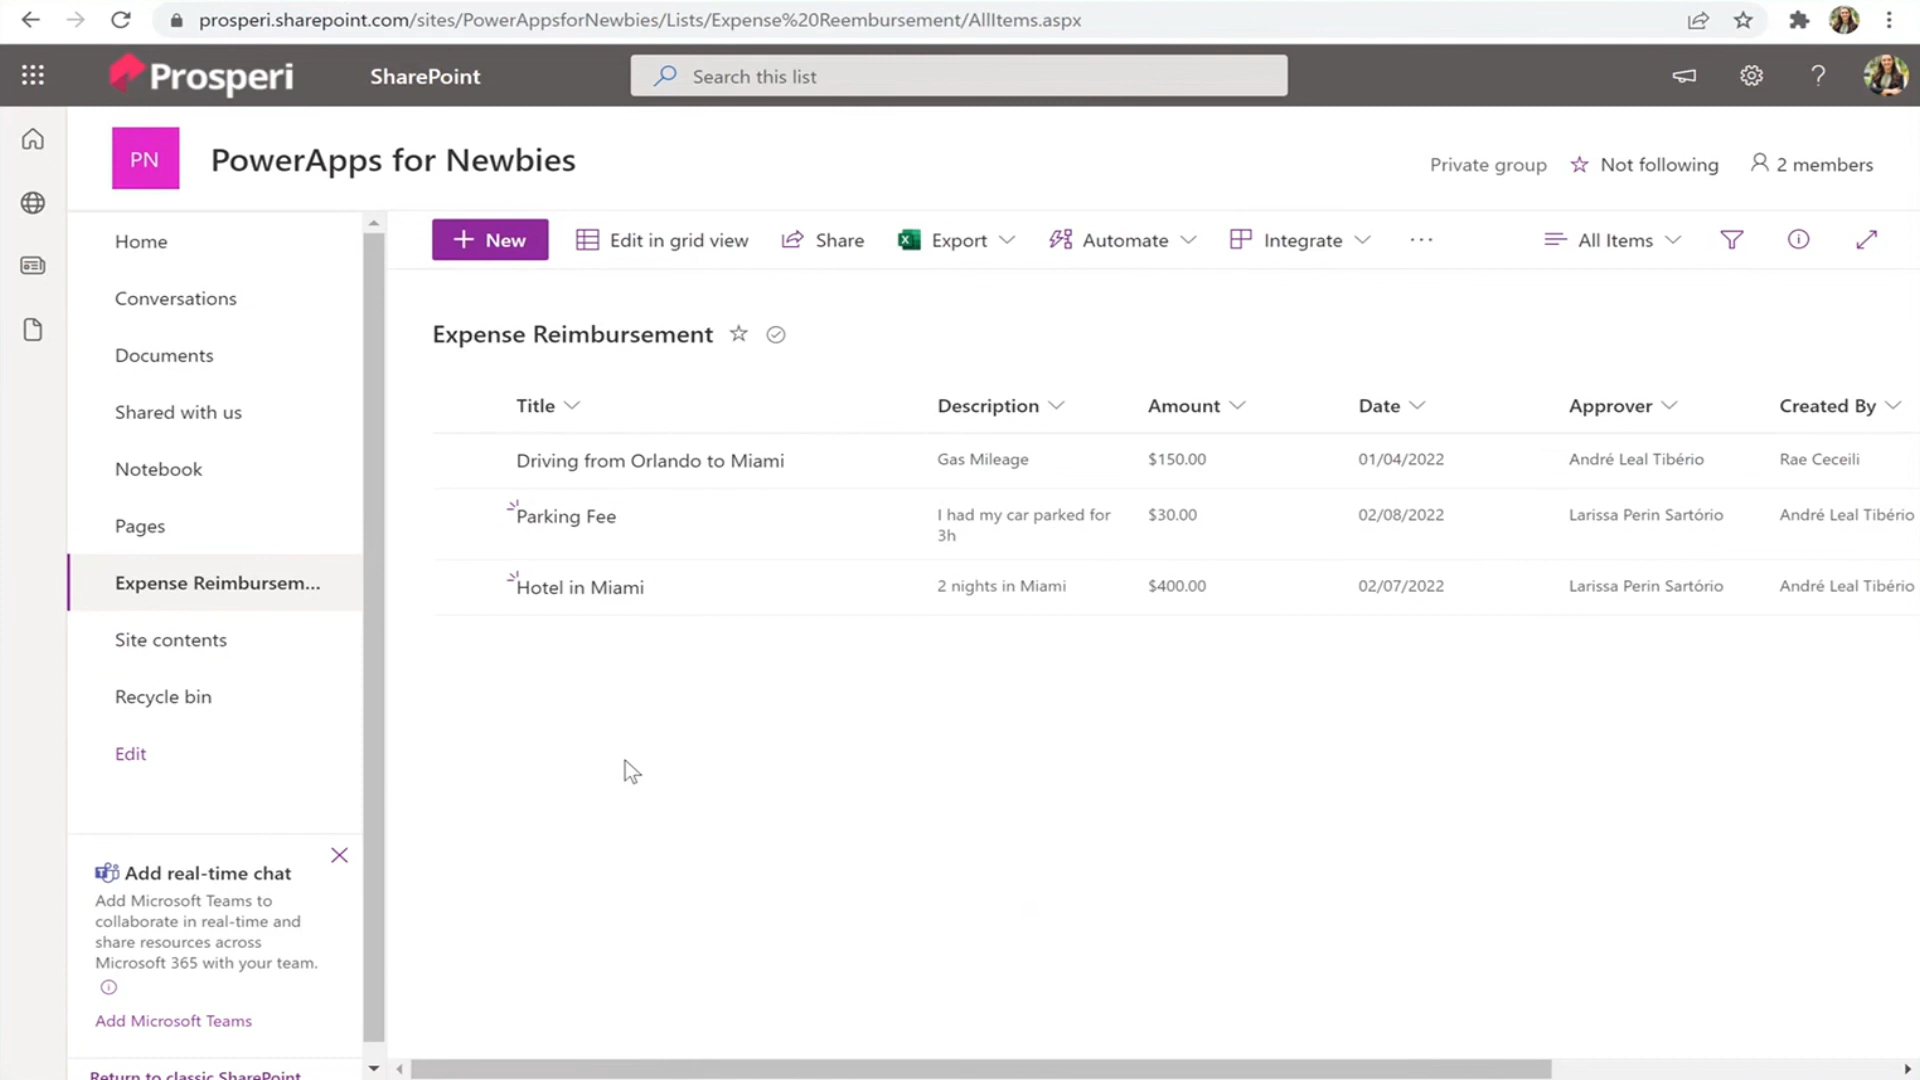 prosperi.sharepoint.com/sites/PowerAppsforNewbies/Lists/Expense%20Reembursement/AllItems.aspx
Prosperi
SharePoint
Search this list
PN
PowerApps for Newbies
Private group
Not following
2 members
Home
Conversations
Documents
Shared with us
Notebook
Pages
Expense Reimbursem...
Site contents
Recycle bin
Edit
Add real-time chat
Add Microsoft Teams to
collaborate in real-time and
share resources across
Microsoft 365 with your team.
Add Microsoft Teams
Return to classic SharePoint
New
Edit in grid view
Share
Export
Automate
Integrate
...
All Items
Expense Reimbursement
Title Description Amount Date Approver Created By
Driving from Orlando to Miami Gas Mileage $150.00 01/04/2022 André Leal Tibério Rae Ceceili
Parking Fee I had my car parked for $30.00 02/08/2022 Larissa Perin Sartório André Leal Tibério
3h
Hotel in Miami 2 nights in Miami $400.00 02/07/2022 Larissa Perin Sartório André Leal Tibério